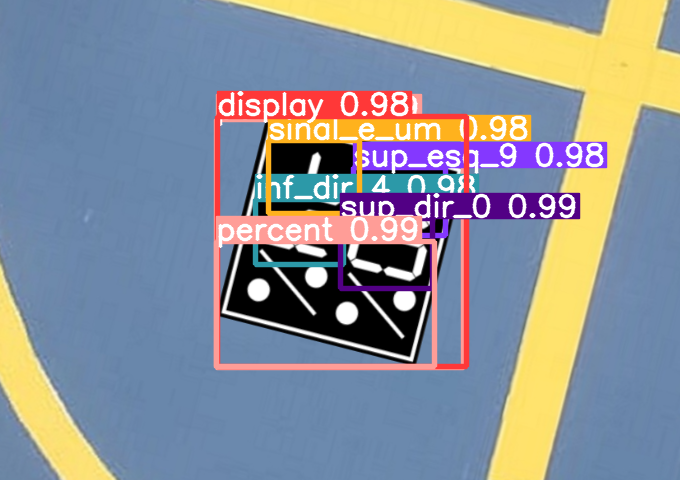 display 0.98
sinal_e_um 0.98
sup_esq_9 0.98
inf_dir_4 0.98
sup_dir_0 0.99
percent 0.99